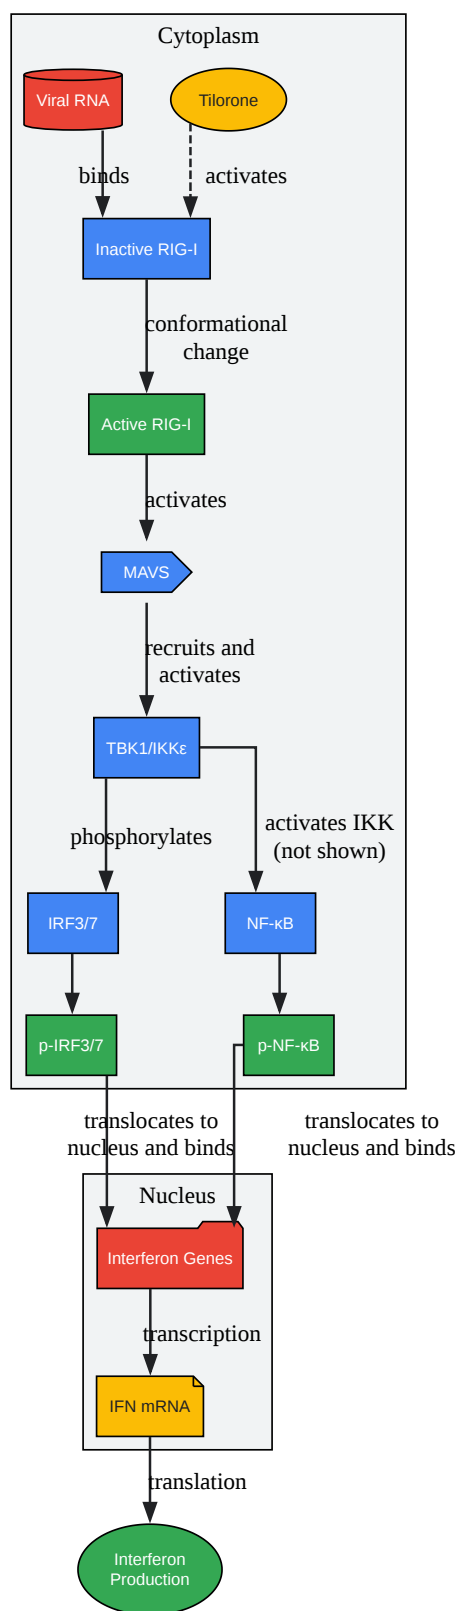 Cytoplasm
Viral RNA
Tilorone
binds
activates
Inactive RIG-I
conformational
change
Active RIG-I
activates
MAVS
recruits and
activates
TBK1/IKKε
phosphorylates
activates IKK
(not shown)
IRF3/7
NF-κB
p-IRF3/7
p-NF-κB
translocates to
nucleus and binds
translocates to
nucleus and binds
Nucleus
Interferon Genes
transcription
IFN mRNA
translation
Interferon
Production